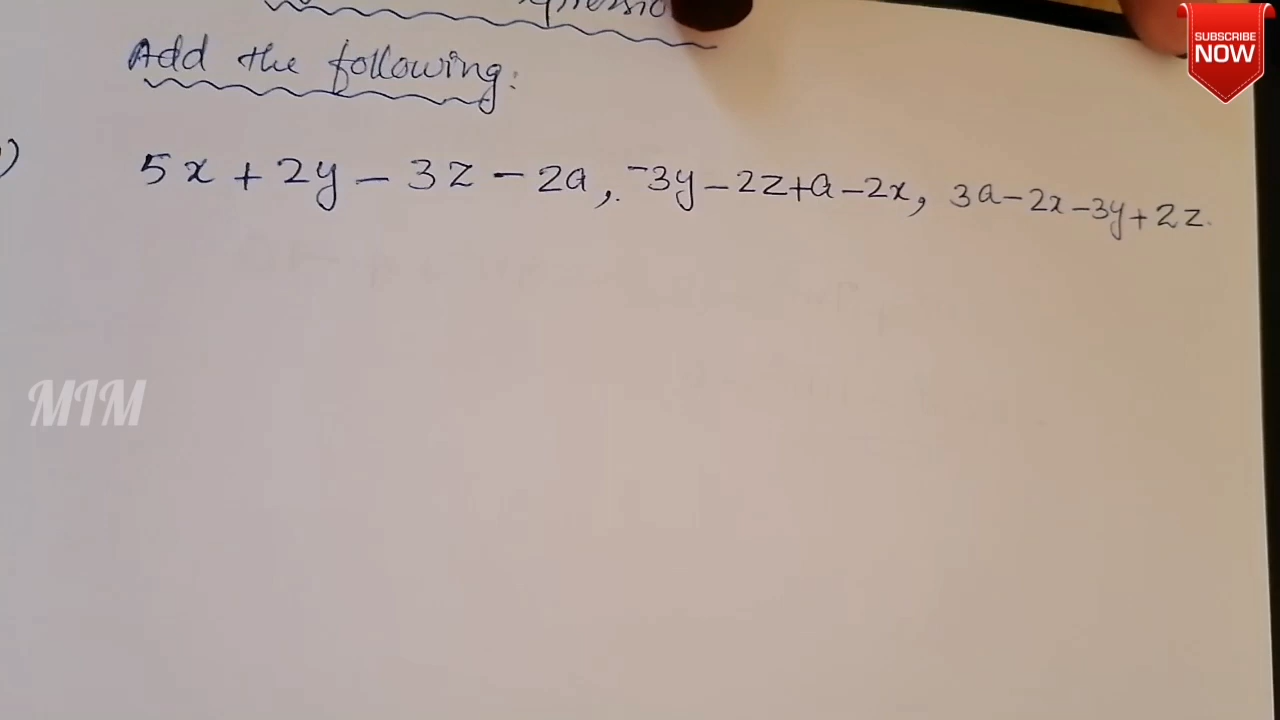 Add the following:
5x + 2y - 3z - 2a, -3y - 2z + a - 2x, 3a - 2x - 3y + 2z.
SUBSCRIBE
NOW
MIM